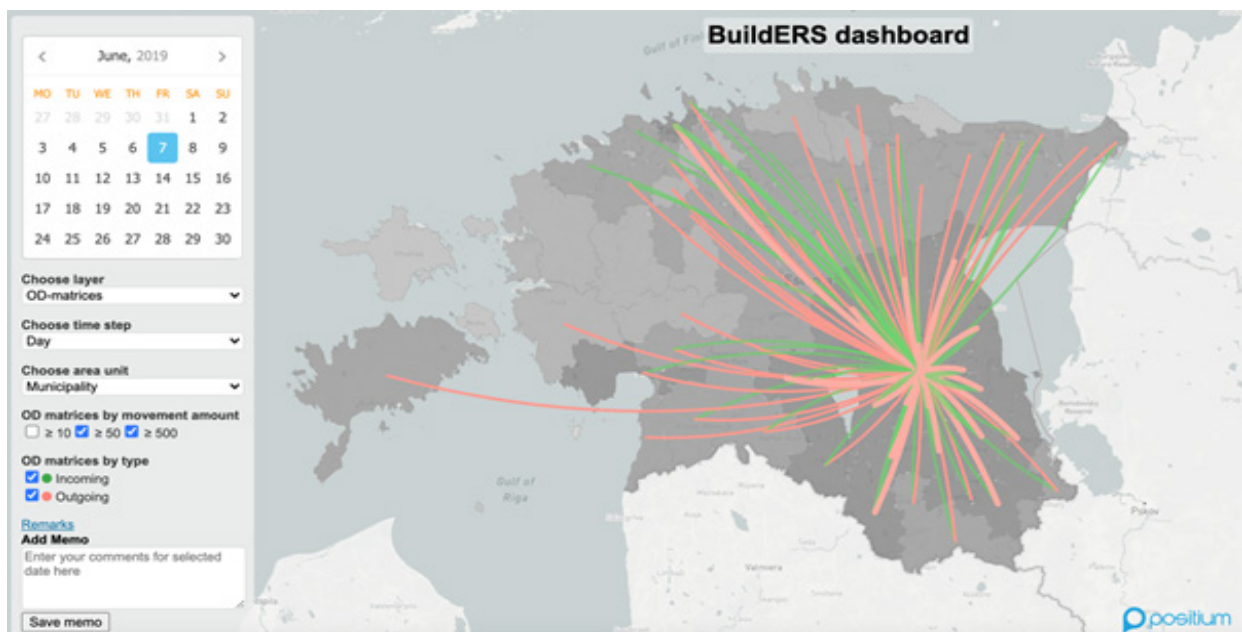 BuildERS dashboard
June, 2019
MO TU WE TH FR SA SU
27 28 29 30 31 1 2
3 4 5 6 7 8 9
10 11 12 13 14 15 16
17 18 19 20 21 22 23
24 25 26 27 28 29 30
Choose layer
OD-matrices
Choose time step
Day
Choose area unit
Municipality
OD matrices by movement amount
≥ 10 ≥ 50 ≥ 500
OD matrices by type
Incoming
Outgoing
Remarks
Add Memo
Enter your comments for selected
date here
Save memo
Gulf of
Riga
Valmiera
Pskov
positium